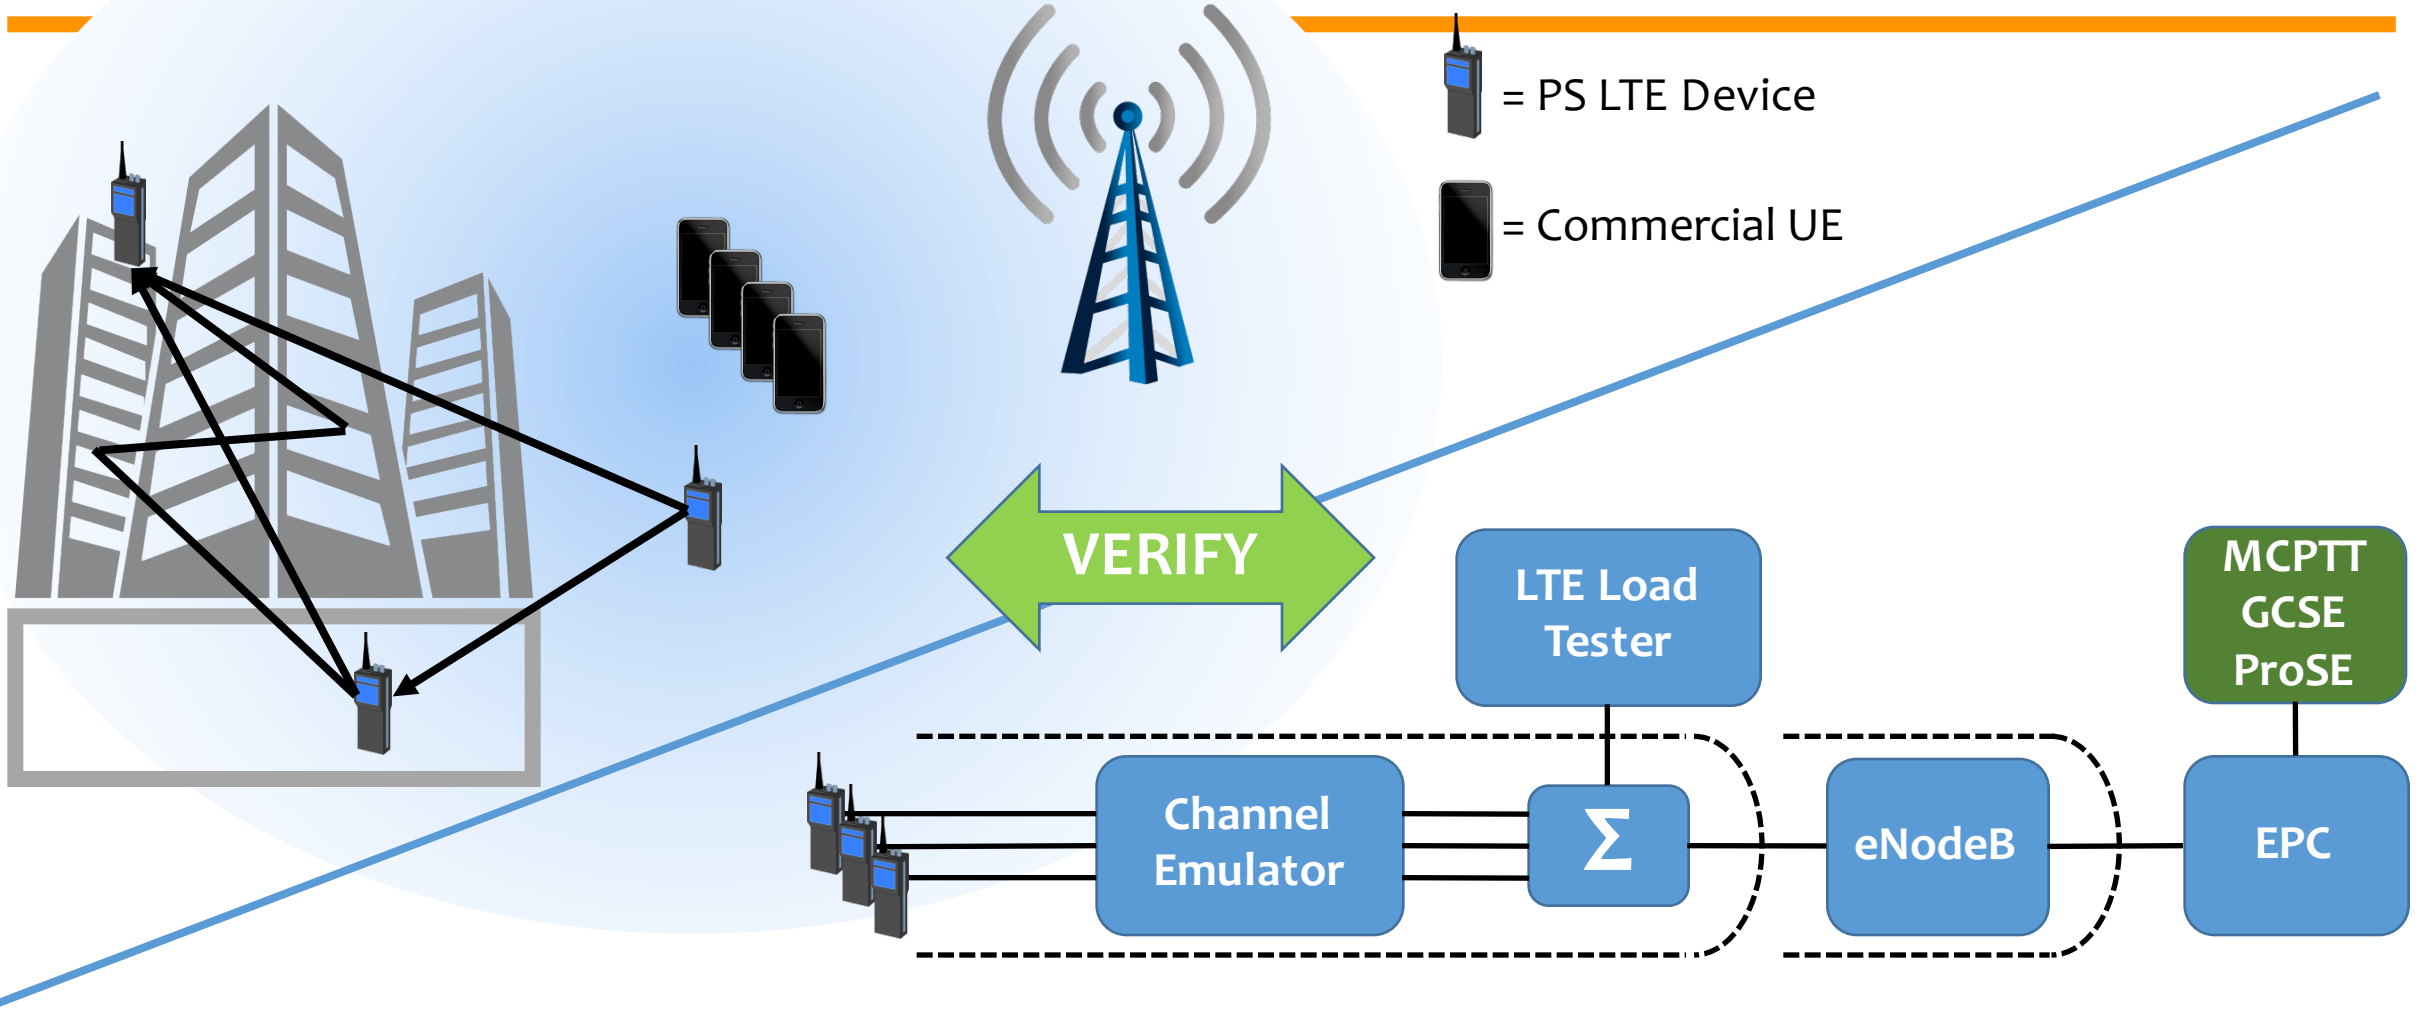 = PS LTE Device
= Commercial UE
VERIFY
LTE Load
Tester
MCPTT
GCSE
ProSE
Channel
Emulator
Σ
eNodeB
EPC